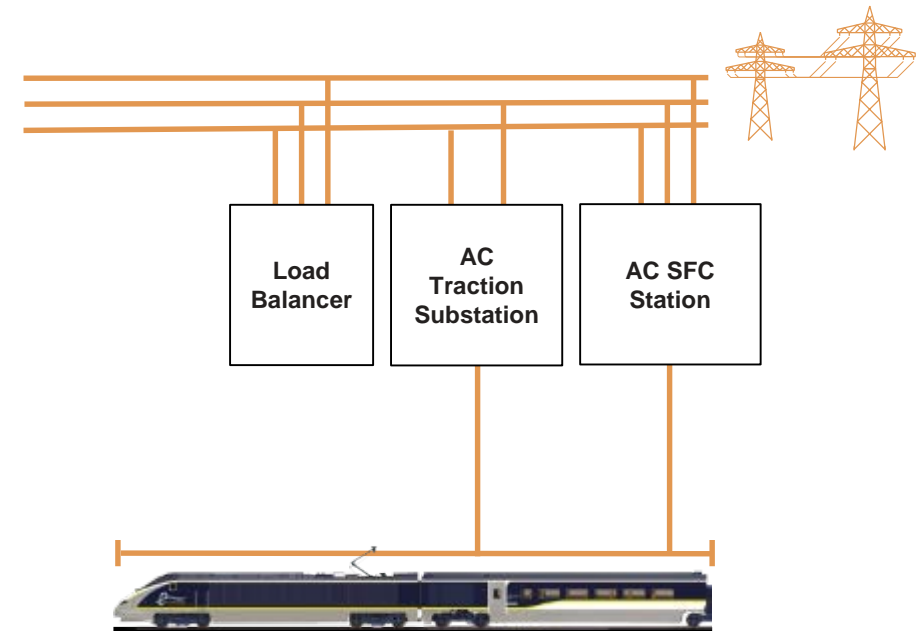 Load
Balancer
AC
Traction
Substation
AC SFC
Station